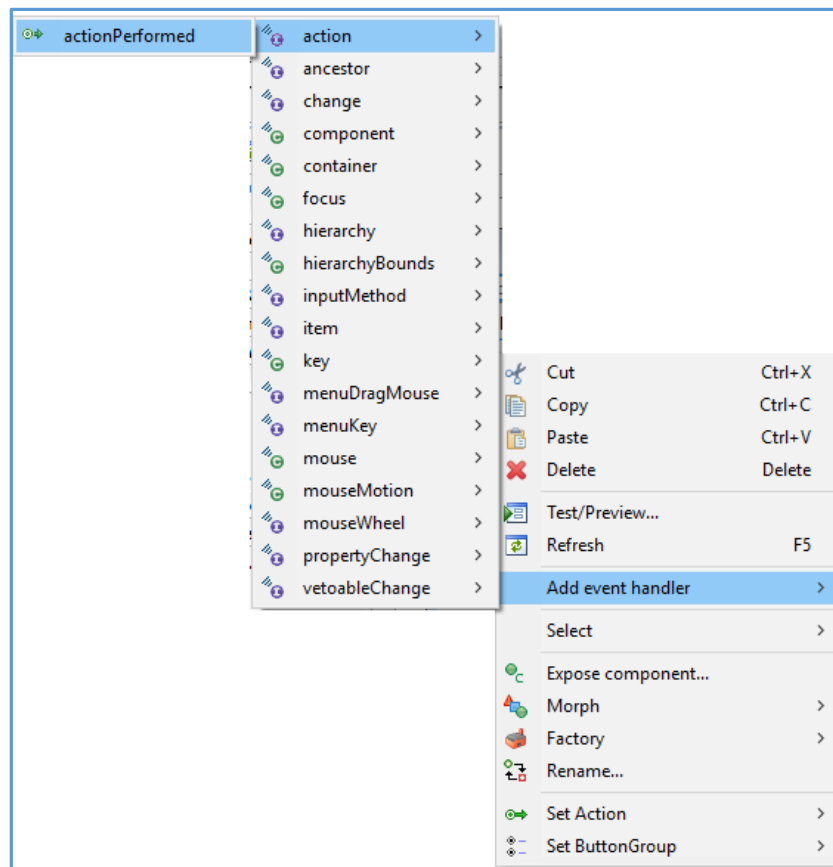 actionPerformed
action
ancestor
change
component
container
focus
hierarchy
hierarchyBounds
inputMethod
item
key
menuDragMouse
menuKey
mouse
mouseMotion
mouseWheel
propertyChange
vetoableChange
Cut Ctrl+X
Copy Ctrl+C
Paste Ctrl+V
Delete Delete
Test/Preview...
Refresh F5
Add event handler
Select
Expose component...
Morph
Factory
Rename...
Set Action
Set ButtonGroup